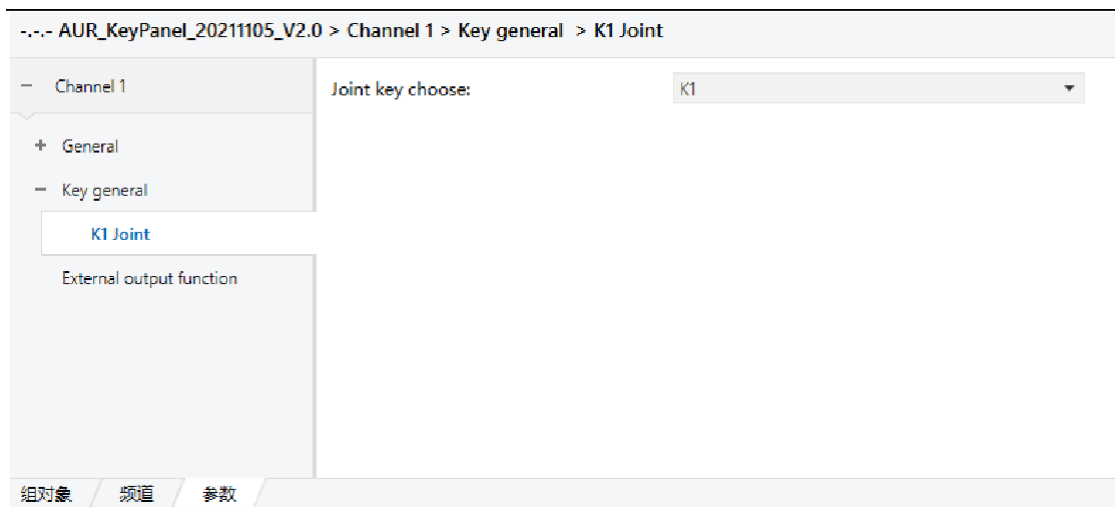 -.-.- AUR_KeyPanel_20211105_V2.0 > Channel 1 > Key general > K1 Joint
− Channel 1
Joint key choose: K1
+ General
− Key general
K1 Joint
External output function
组对象 频道 参数